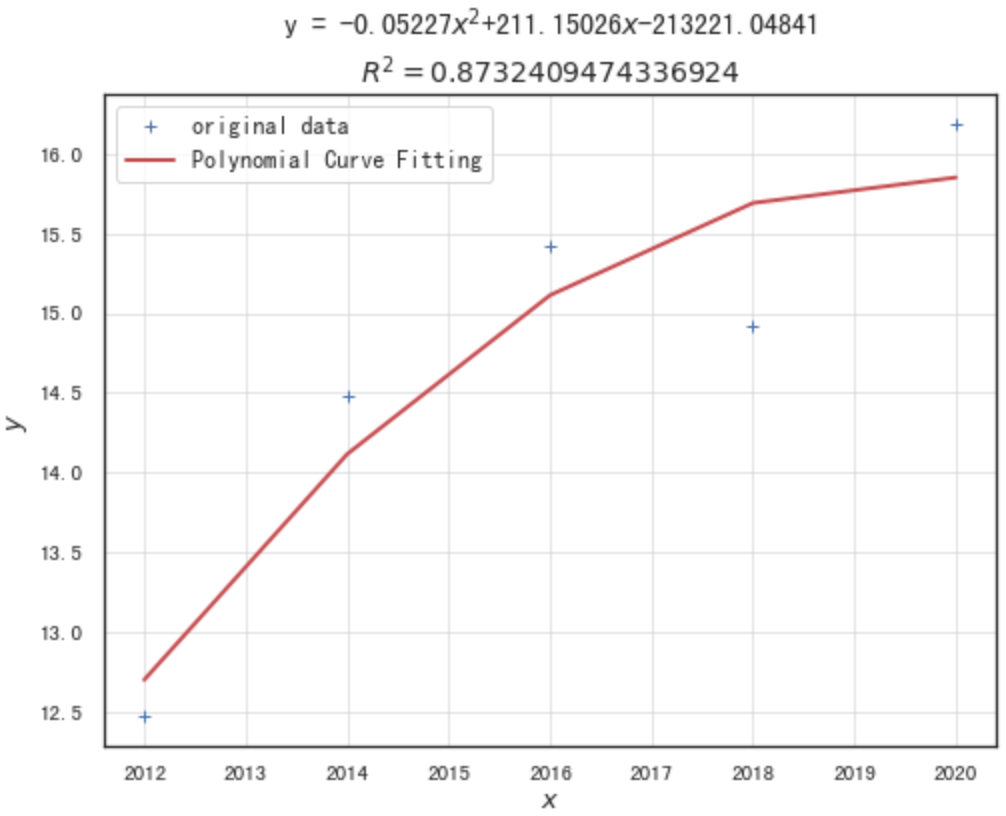 y = −0.05227x²+211.15026x−213221.04841
R² = 0.8732409474336924
original data
Polynomial Curve Fitting
16.0
15.5
15.0
14.5
14.0
13.5
13.0
12.5
y
2012 2013 2014 2015 2016 2017 2018 2019 2020
x